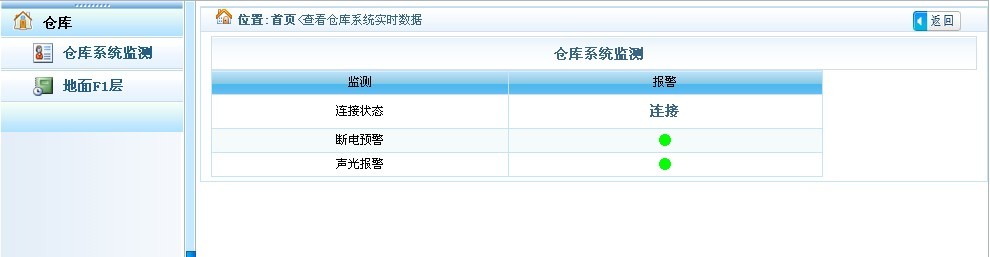 仓库
仓库系统监测
地面F1层
位置:首页<查看仓库系统实时数据
返回
仓库系统监测
监测 报警
连接状态 连接
断电预警
声光报警